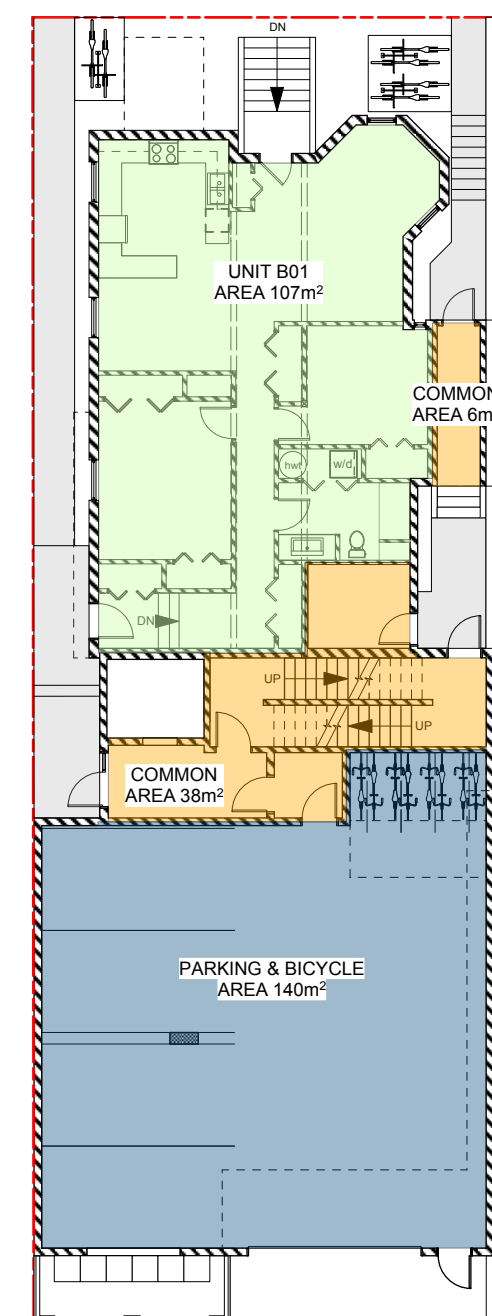 DN
UNIT B01
AREA 107m²
COMMON
AREA 6m
hwt
w/d
DN
UP
UP
COMMON
AREA 38m²
PARKING & BICYCLE
AREA 140m²